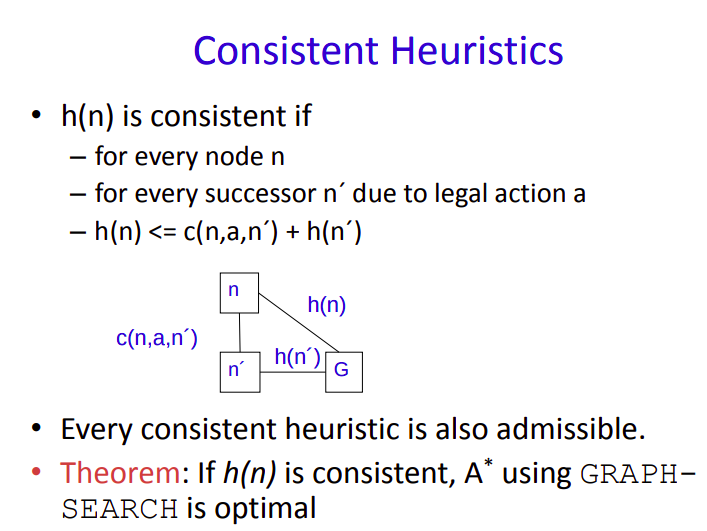 Consistent Heuristics
• h(n) is consistent if
– for every node n
– for every successor n´ due to legal action a
– h(n) <= c(n,a,n´) + h(n´)
n
h(n)
c(n,a,n´)
h(n´)
n´
G
• Every consistent heuristic is also admissible.
• Theorem: If h(n) is consistent, A* using GRAPH-
SEARCH is optimal